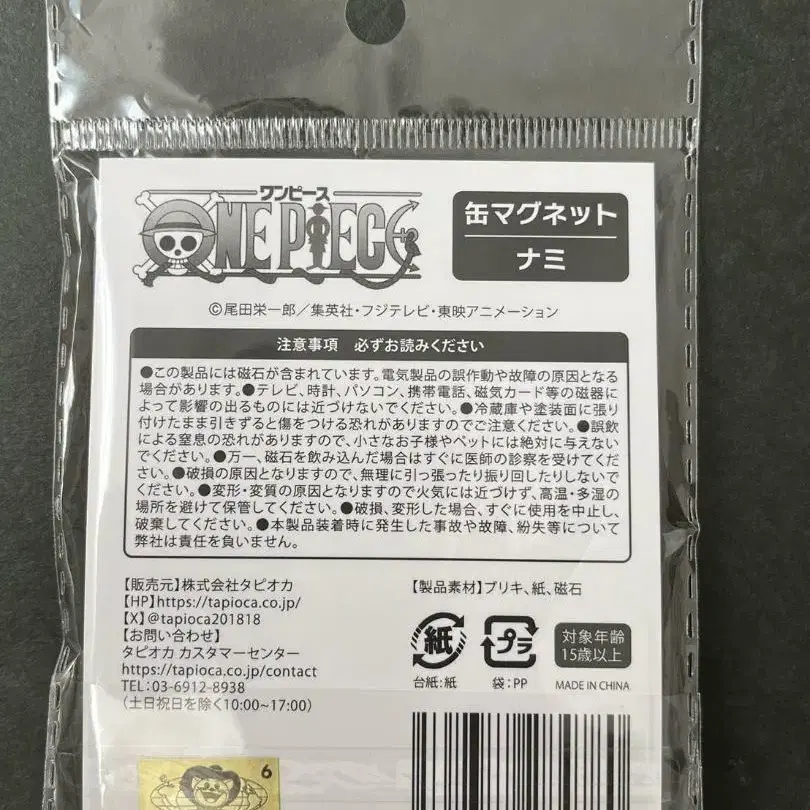 ワンピース
ONE PIECE
缶マグネット
ナミ
©尾田栄一郎／集英社・フジテレビ・東映アニメーション
注意事項　必ずお読みください
●この製品には磁石が含まれています。電気製品の誤作動や故障の原因となる
場合があります。●テレビ、時計、パソコン、携帯電話、磁気カード等の磁器に
よって影響の出るものには近づけないでください。●冷蔵庫や塗装面に張り
付けたまま引きずると傷をつける恐れがありますのでご注意ください。●誤飲
による窒息の恐れがありますので、小さなお子様やペットには絶対に与えない
でください。●万一、磁石を飲み込んだ場合はすぐに医師の診察を受けてくだ
さい。●破損の原因となりますので、無理に引っ張ったり振り回したりしないで
ください。●変形・変質の原因となりますので火気には近づけず、高温・多湿の
場所を避けて保管してください。●破損、変形した場合、すぐに使用を中止し、
破棄してください。●本製品装着時に発生した事故や故障、紛失等について
弊社は責任を負いません。
【販売元】株式会社タピオカ
【HP】https://tapioca.co.jp/
【X】@tapioca201818
【お問い合わせ】
タピオカ カスタマーセンター
https://tapioca.co.jp/contact
TEL：03-6912-8938
（土日祝日を除く10:00~17:00）
【製品素材】ブリキ、紙、磁石
紙
プラ
対象年齢
15歳以上
台紙：紙
袋：PP
MADE IN CHINA
6